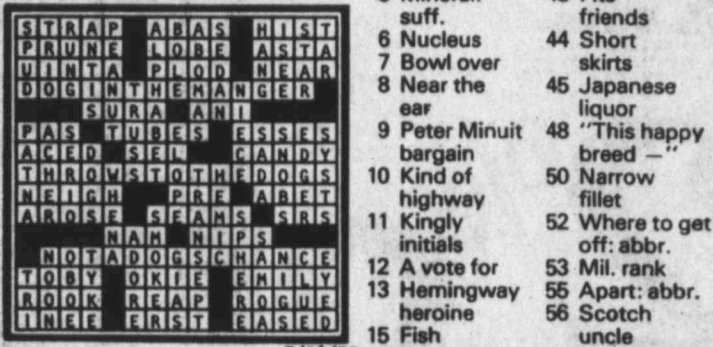 STRAP ABAS HIST
PRUNE LOBE ASTA
UINTA PLOD NEAR
DOGINTHEMANGER
SURA ANI
PAS TUBES ESSES
ACED SEL CANDY
THROWSTOTHEDOGS
NEIGH PRE ABET
AROSE SEAMS SRS
NAM NIPS
NOTADOGSCHANCE
TOBY OKIE EMILY
ROOK REAP ROGUE
INEE ERST EASED
suff.
6 Nucleus
7 Bowl over
8 Near the
ear
9 Peter Minuit
bargain
10 Kind of
highway
11 Kingly
initials
12 A vote for
13 Hemingway
heroine
15 Fish
friends
44 Short
skirts
45 Japanese
liquor
48 "This happy
breed —"
50 Narrow
fillet
52 Where to get
off: abbr.
53 Mil. rank
55 Apart: abbr.
56 Scotch
uncle